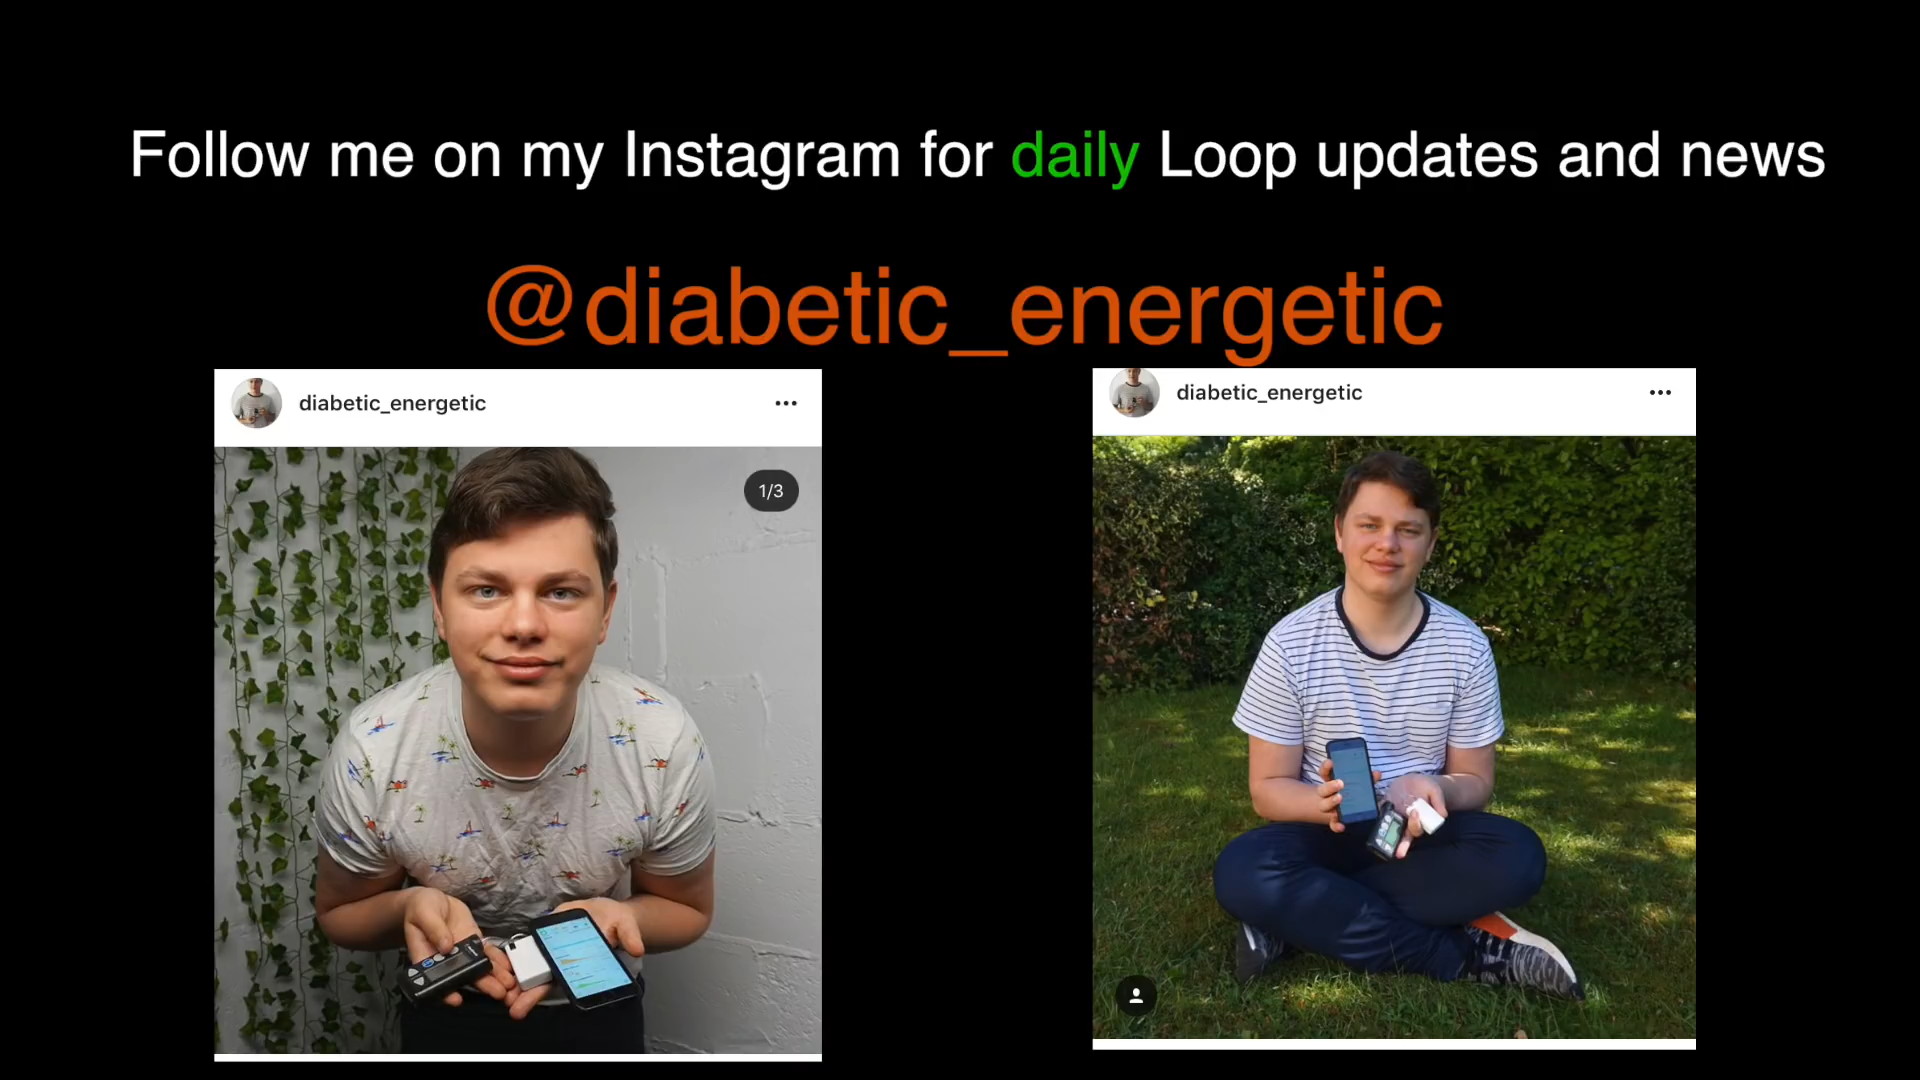 Follow me on my Instagram for daily Loop updates and news
@diabetic_energetic
diabetic_energetic
diabetic_energetic
1/3